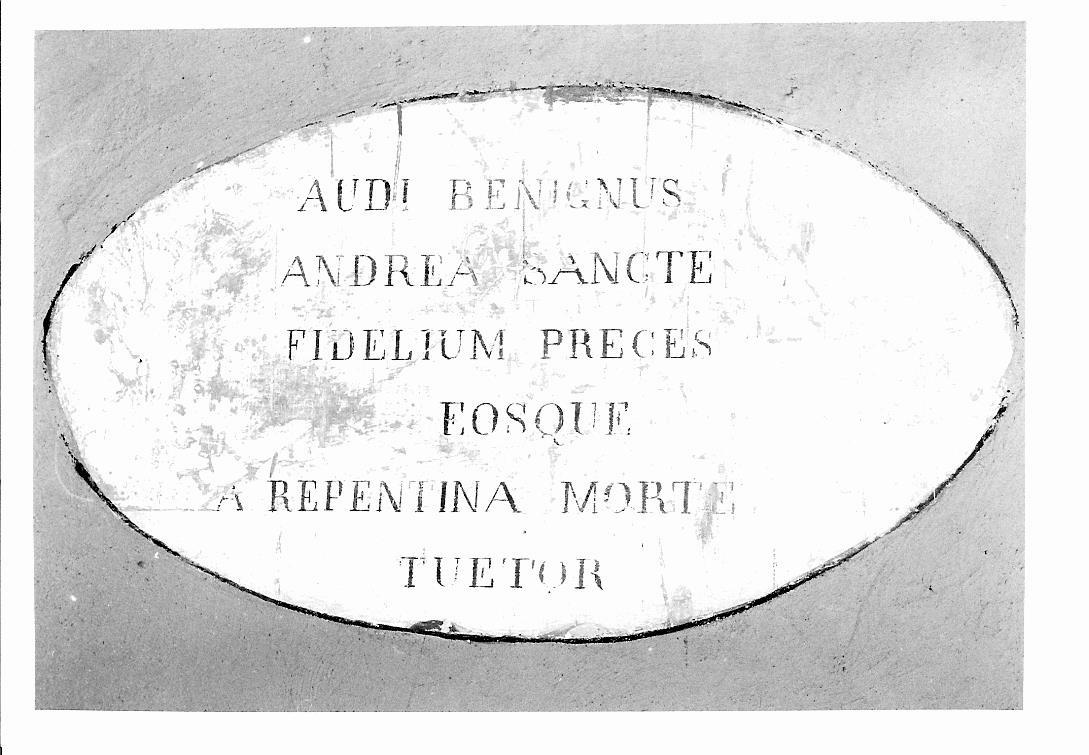 AUDI BENIGNUS
ANDREA SANCTE
FIDELIUM PRECES
EOSQUE
A REPENTINA MORTE
TUETOR